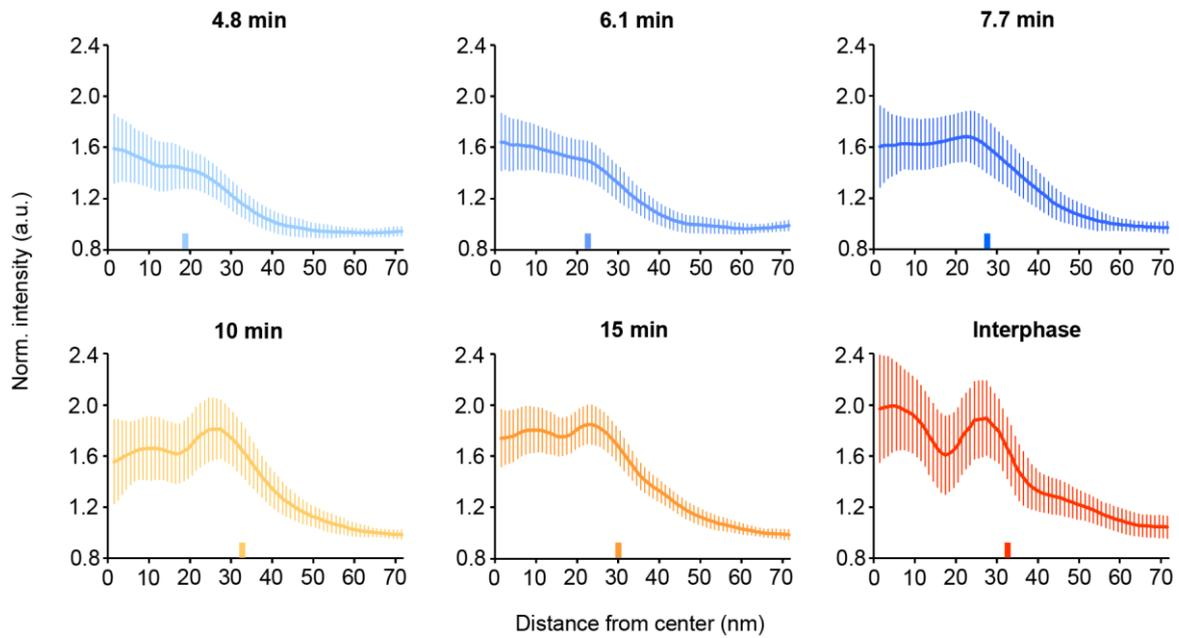 4.8 min
6.1 min
7.7 min
2.4 2.4 2.4
2.0 2.0 2.0
1.6 1.6 1.6
1.2 1.2 1.2
0.8 0.8 0.8
0 10 20 30 40 50 60 70 0 10 20 30 40 50 60 70 0 10 20 30 40 50 60 70
Norm. intensity (a.u.)
10 min
15 min
Interphase
2.4 2.4 2.4
2.0 2.0 2.0
1.6 1.6 1.6
1.2 1.2 1.2
0.8 0.8 0.8
0 10 20 30 40 50 60 70 0 10 20 30 40 50 60 70 0 10 20 30 40 50 60 70
Distance from center (nm)